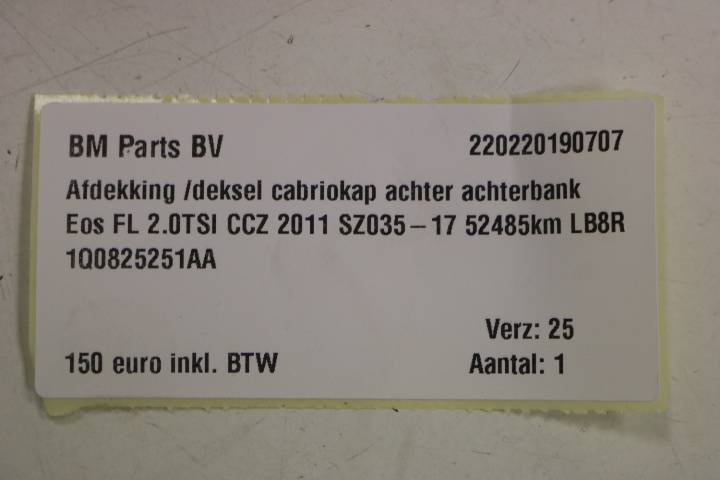 BM Parts BV 220220190707
Afdekking /deksel cabriokap achter achterbank
Eos FL 2.0TSI CCZ 2011 SZ035-17 52485km LB8R
1Q0825251AA
Verz: 25
150 euro inkl. BTW Aantal: 1